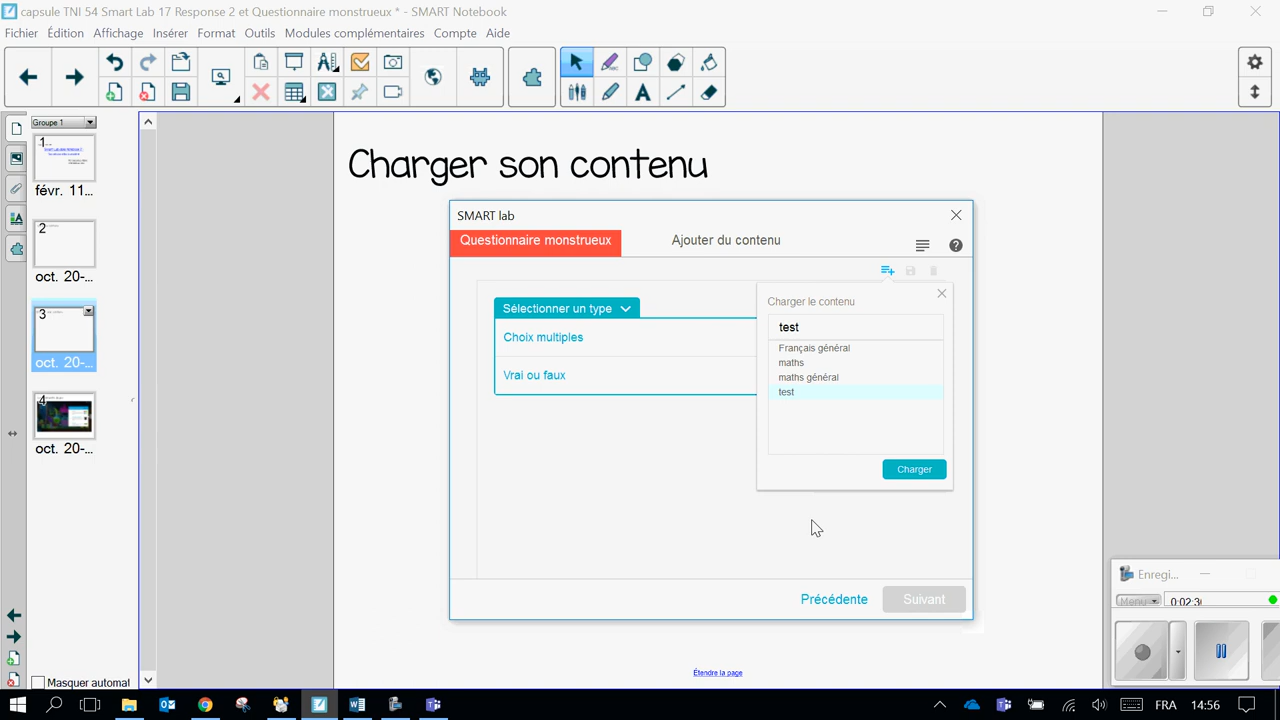 capsule TNI 54 Smart Lab 17 Response 2 et Questionnaire monstrueux * - SMART Notebook
Fichier Édition Affichage Insérer Format Outils Modules complémentaires Compte Aide
Groupe 1
1
févr. 11...
2
oct. 20-...
3
oct. 20-...
4
oct. 20-...
Masquer automat
Charger son contenu
SMART lab
Questionnaire monstrueux
Ajouter du contenu
Sélectionner un type
Choix multiples
Vrai ou faux
Charger le contenu
test
Français général
maths
maths général
test
Charger
Précédente
Suivant
Étendre la page
Enregi...
Menu
FRA
14:56